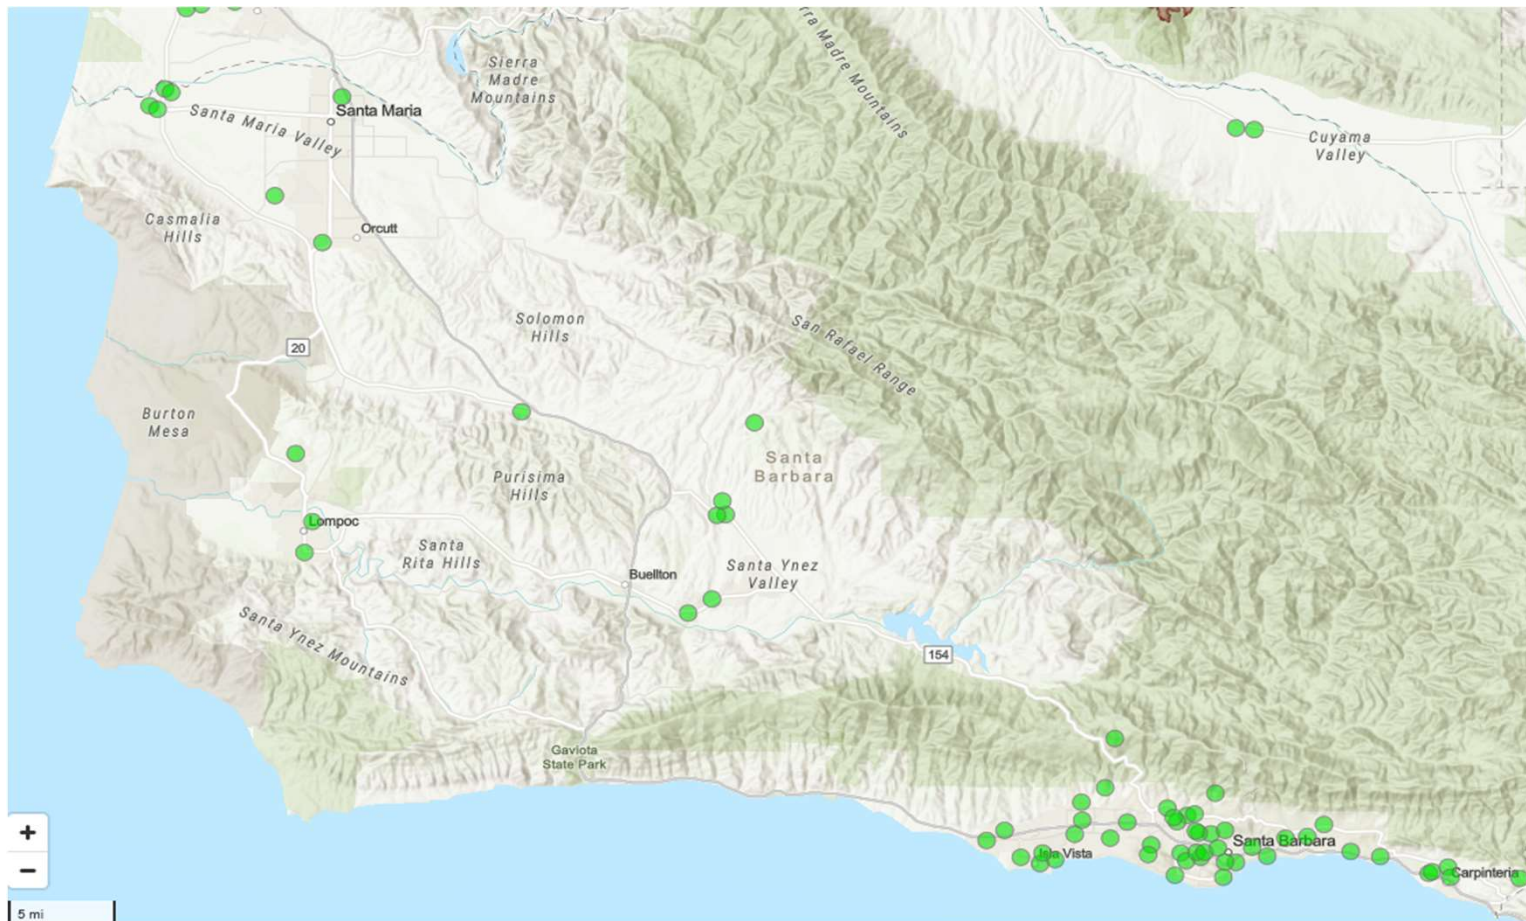 rra Madre Mountains
Sierra
Madre
Mountains
Santa Maria
Santa Maria Valley
Cuyama
Valley
Casmalia
Hills
Orcutt
Solomon
Hills
San Rafael Range
20
Burton
Mesa
Santa
Barbara
Purisima
Hills
Lompoc
Santa
Rita Hills
Buellton
Santa Ynez
Valley
Santa Ynez Mountains
154
Gaviota
State Park
+
Santa Barbara
Isla Vista
−
Carpinteria
5 mi